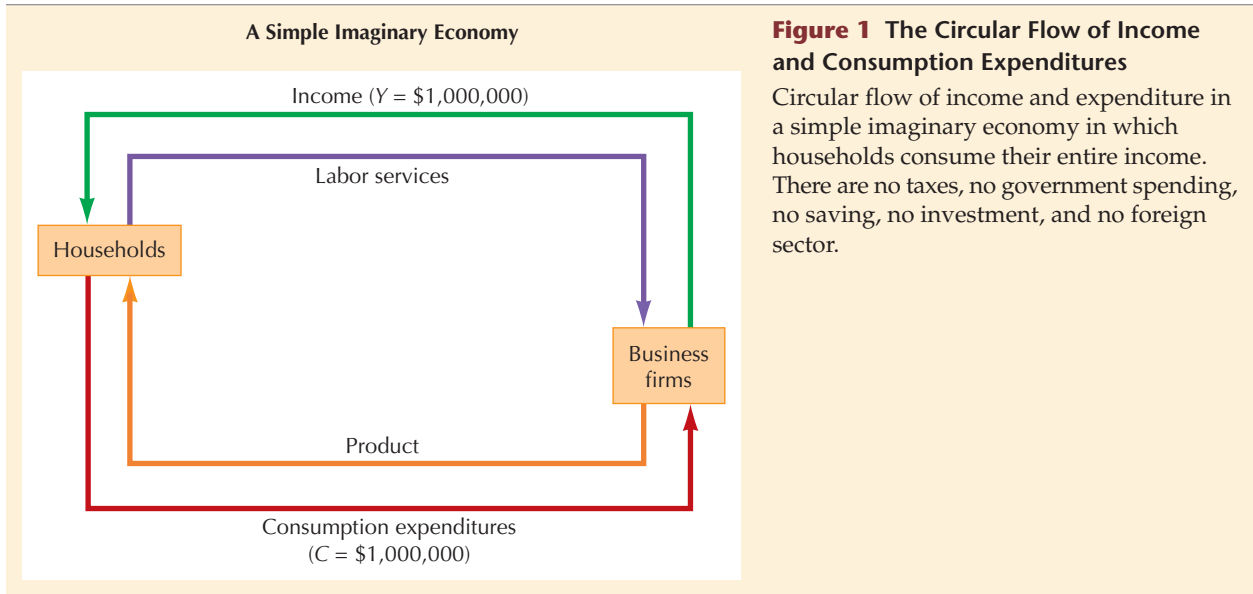 A Simple Imaginary Economy
Income (Y = $1,000,000)
Labor services
Households
Business
firms
Product
Consumption expenditures
(C = $1,000,000)
Figure 1 The Circular Flow of Income
and Consumption Expenditures
Circular flow of income and expenditure in
a simple imaginary economy in which
households consume their entire income.
There are no taxes, no government spending,
no saving, no investment, and no foreign
sector.